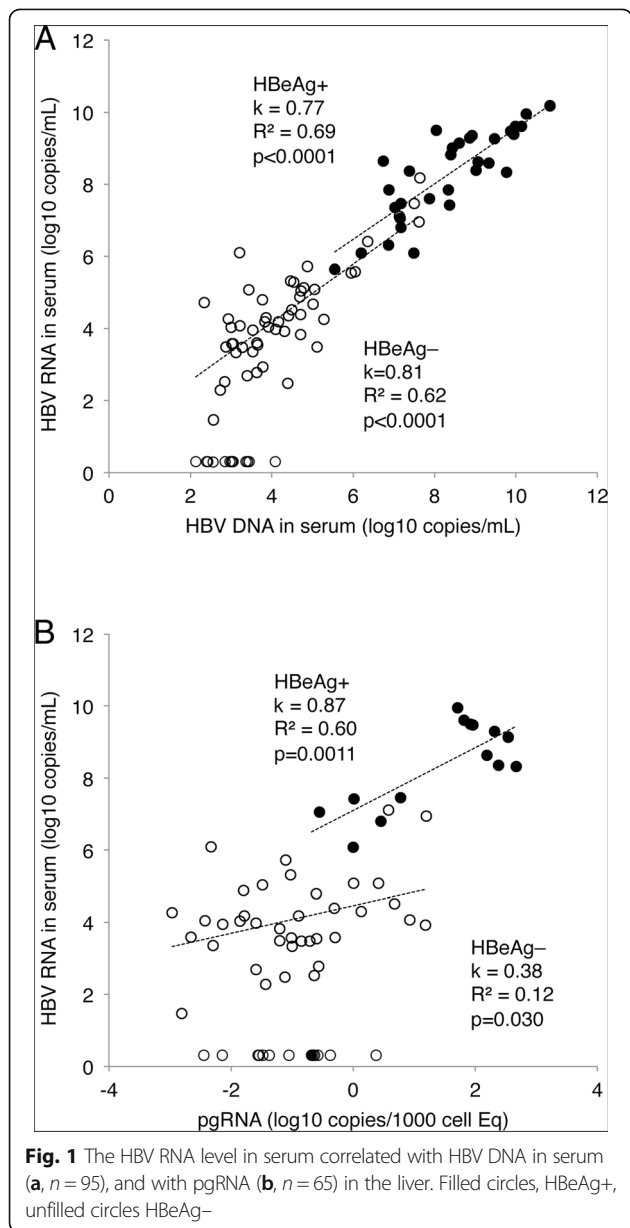 A
12
10
8
6
4
2
0
HBV RNA in serum (log10 copies/mL)
HBeAg+
k = 0.77
R² = 0.69
p<0.0001
HBeAg–
k=0.81
R² = 0.62
p<0.0001
0 2 4 6 8 10 12
HBV DNA in serum (log10 copies/mL)
B
12
10
8
6
4
2
0
HBV RNA in serum (log10 copies/mL)
HBeAg+
k = 0.87
R² = 0.60
p=0.0011
HBeAg–
k = 0.38
R² = 0.12
p=0.030
-4 -2 0 2 4
pgRNA (log10 copies/1000 cell Eq)
Fig. 1 The HBV RNA level in serum correlated with HBV DNA in serum
(a, n = 95), and with pgRNA (b, n = 65) in the liver. Filled circles, HBeAg+,
unfilled circles HBeAg–